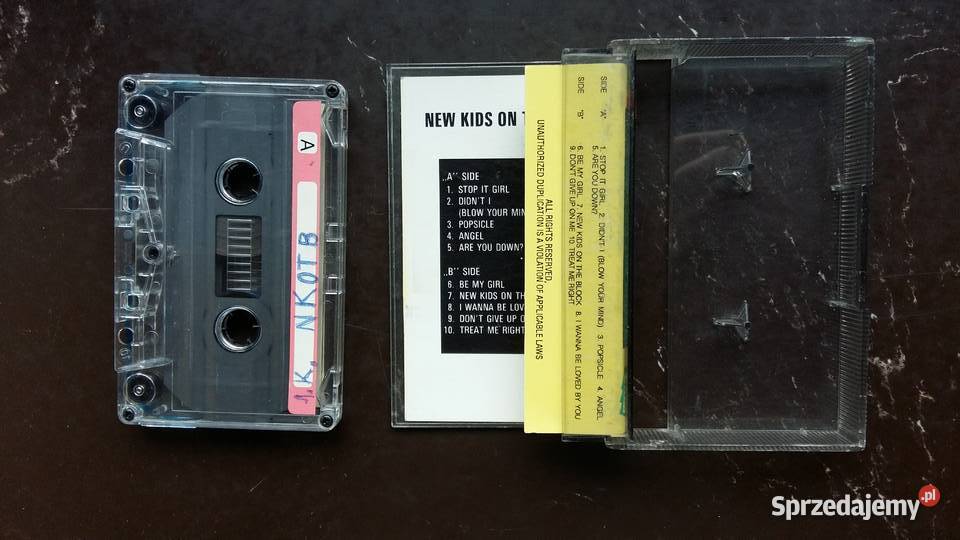 A
1.K. NKOTB
NEW KIDS ON
„A" SIDE
1. STOP IT GIRL
2. DIDN'T I
(BLOW YOUR MIN
3. POPSICLE
4. ANGEL
5. ARE YOU DOWN?
„B" SIDE
6. BE MY GIRL
7. NEW KIDS ON TH
8. I WANNA BE LOV
9. DON'T GIVE UP O
10. TREAT ME RIGHT
ALL RIGHTS RESERVED.
UNAUTHORIZED DUPLICATION IS A VIOLATION OF APPLICABLE LAWS
SIDE "A" 1. STOP IT GIRL 2. DIDN'T I (BLOW YOUR MIND) 3. POPSICLE 4. ANGEL
5. ARE YOU DOWN?
SIDE "B" 6. BE MY GIRL 7. NEW KIDS ON THE BLOCK 8. I WANNA BE LOVED BY YOU
9. DON'T GIVE UP ON ME 10. TREAT ME RIGHT
Sprzedajemy.pl